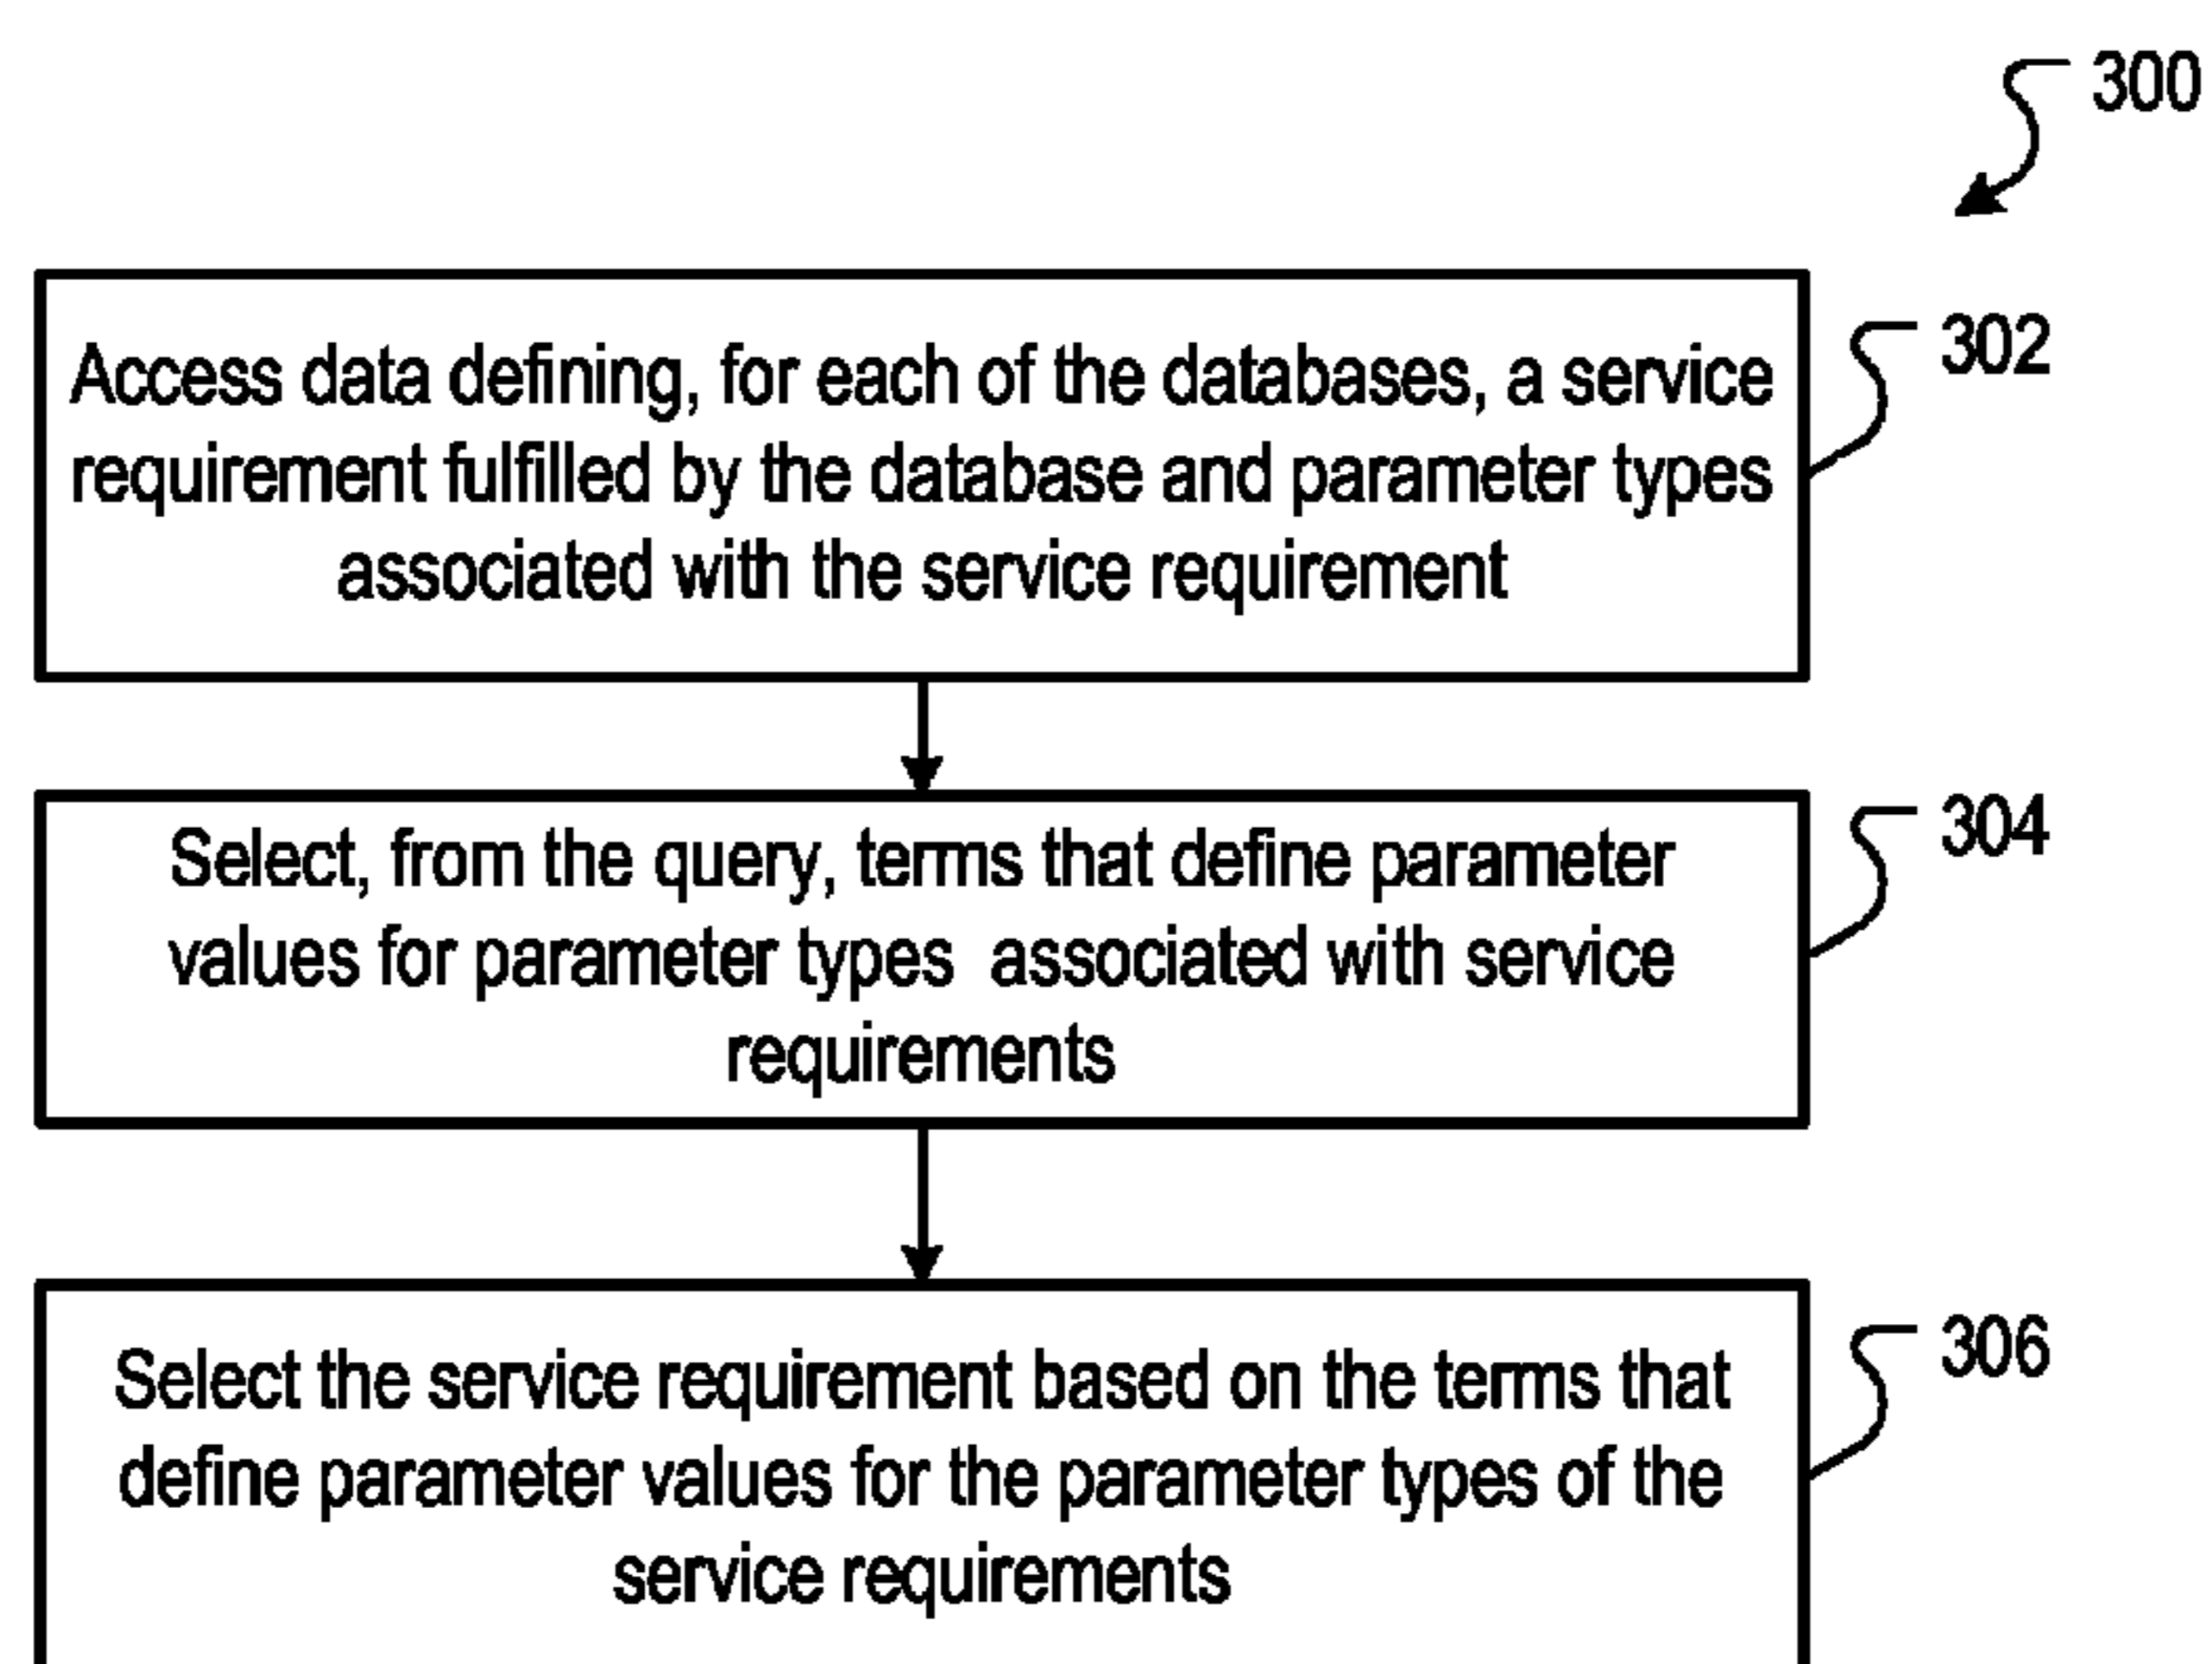 300
Access data defining, for each of the databases, a service
requirement fulfilled by the database and parameter types
associated with the service requirement
302
Select, from the query, terms that define parameter
values for parameter types associated with service
requirements
304
Select the service requirement based on the terms that
define parameter values for the parameter types of the
service requirements
306